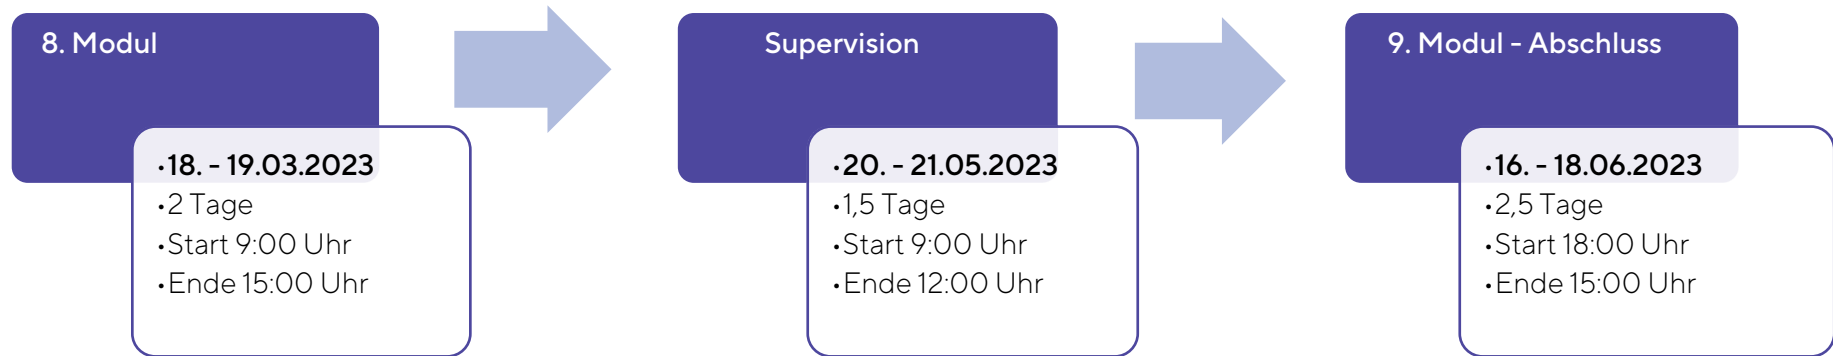 8. Modul
•18. - 19.03.2023
•2 Tage
•Start 9:00 Uhr
•Ende 15:00 Uhr
Supervision
•20. - 21.05.2023
•1,5 Tage
•Start 9:00 Uhr
•Ende 12:00 Uhr
9. Modul - Abschluss
•16. - 18.06.2023
•2,5 Tage
•Start 18:00 Uhr
•Ende 15:00 Uhr